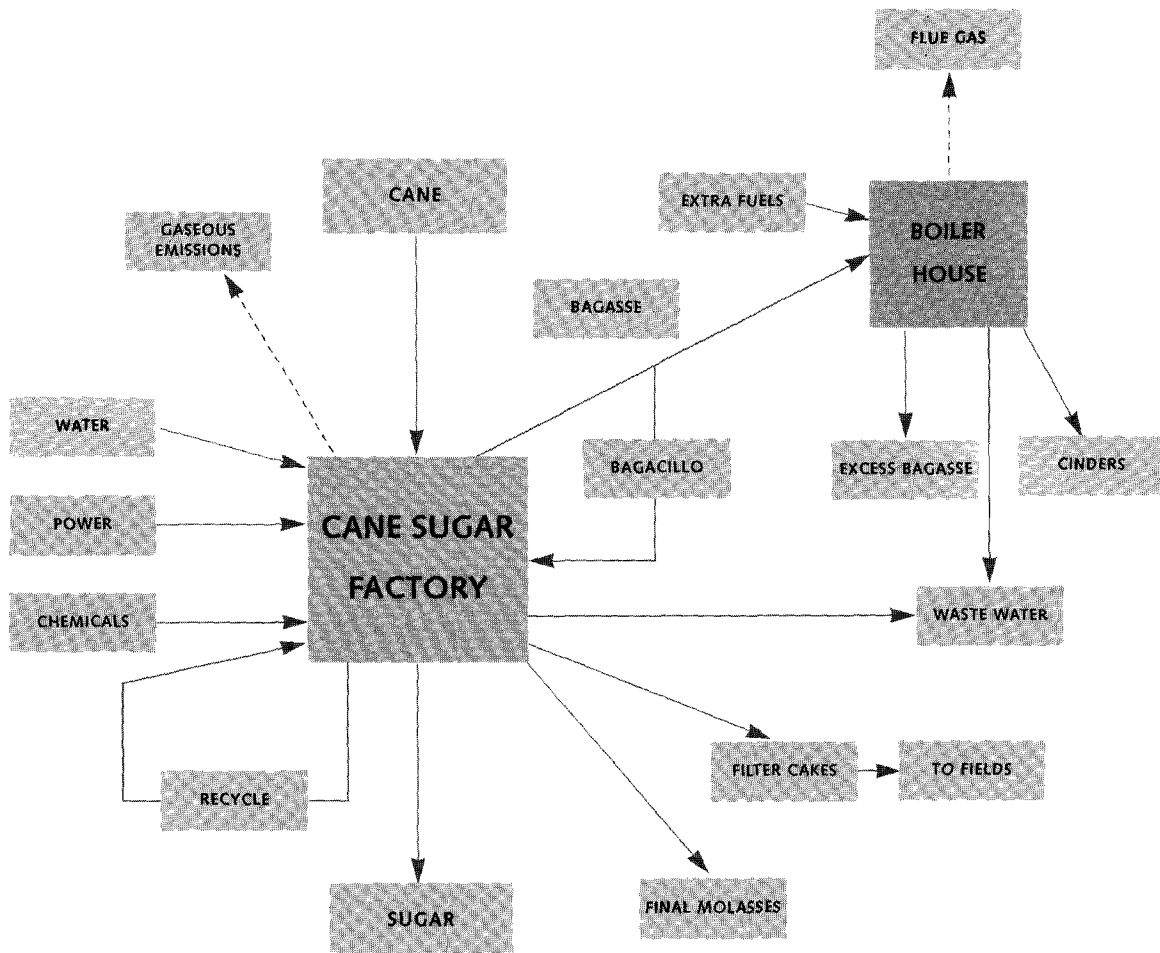 FLUE GAS
CANE
EXTRA FUELS
BOILER
HOUSE
GASEOUS
EMISSIONS
BAGASSE
WATER
BAGACILLO
EXCESS BAGASSE
CINDERS
POWER
CANE SUGAR
FACTORY
CHEMICALS
WASTE WATER
RECYCLE
FILTER CAKES
TO FIELDS
SUGAR
FINAL MOLASSES